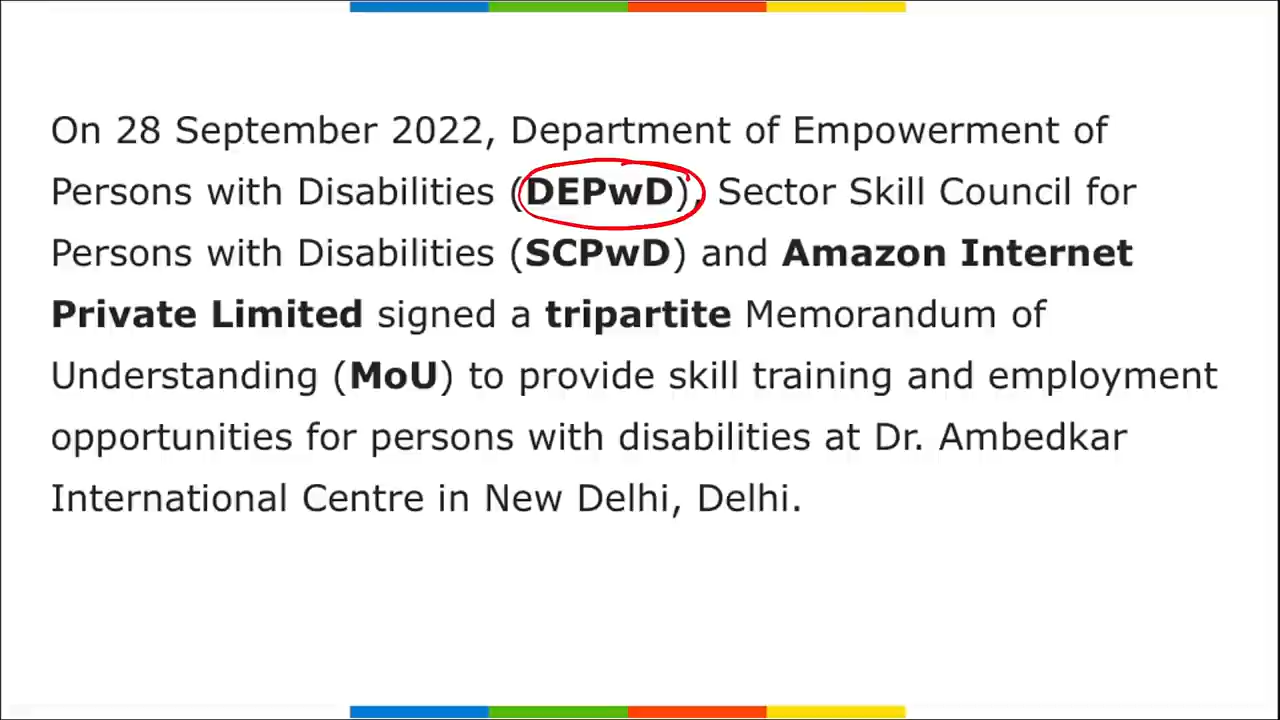 On 28 September 2022, Department of Empowerment of
Persons with Disabilities (DEPwD), Sector Skill Council for
Persons with Disabilities (SCPwD) and Amazon Internet
Private Limited signed a tripartite Memorandum of
Understanding (MoU) to provide skill training and employment
opportunities for persons with disabilities at Dr. Ambedkar
International Centre in New Delhi, Delhi.